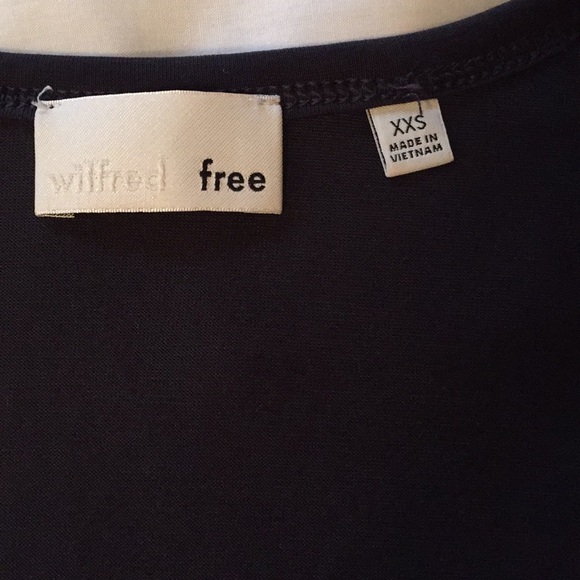 wilfred free
XXS
MADE IN
VIETNAM